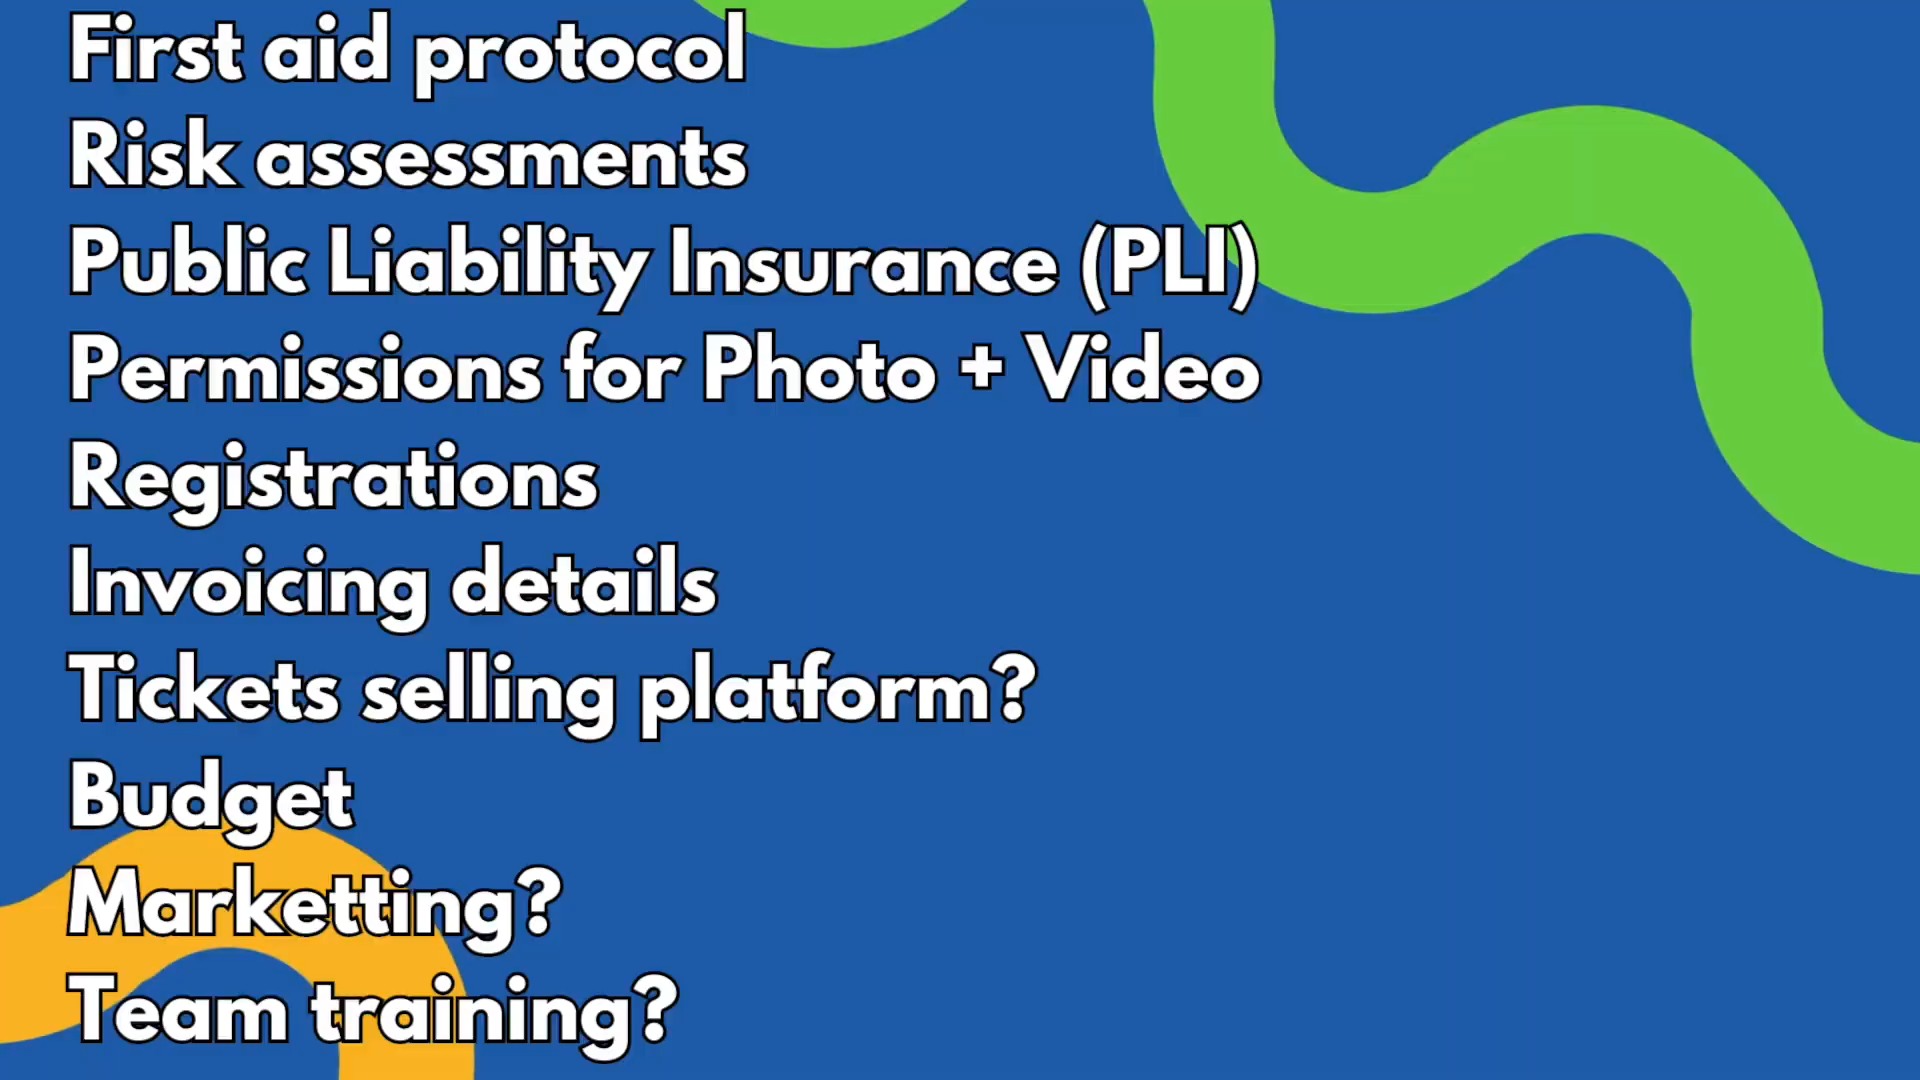 First aid protocol
Risk assessments
Public Liability Insurance (PLI)
Permissions for Photo + Video
Registrations
Invoicing details
Tickets selling platform?
Budget
Marketting?
Team training?